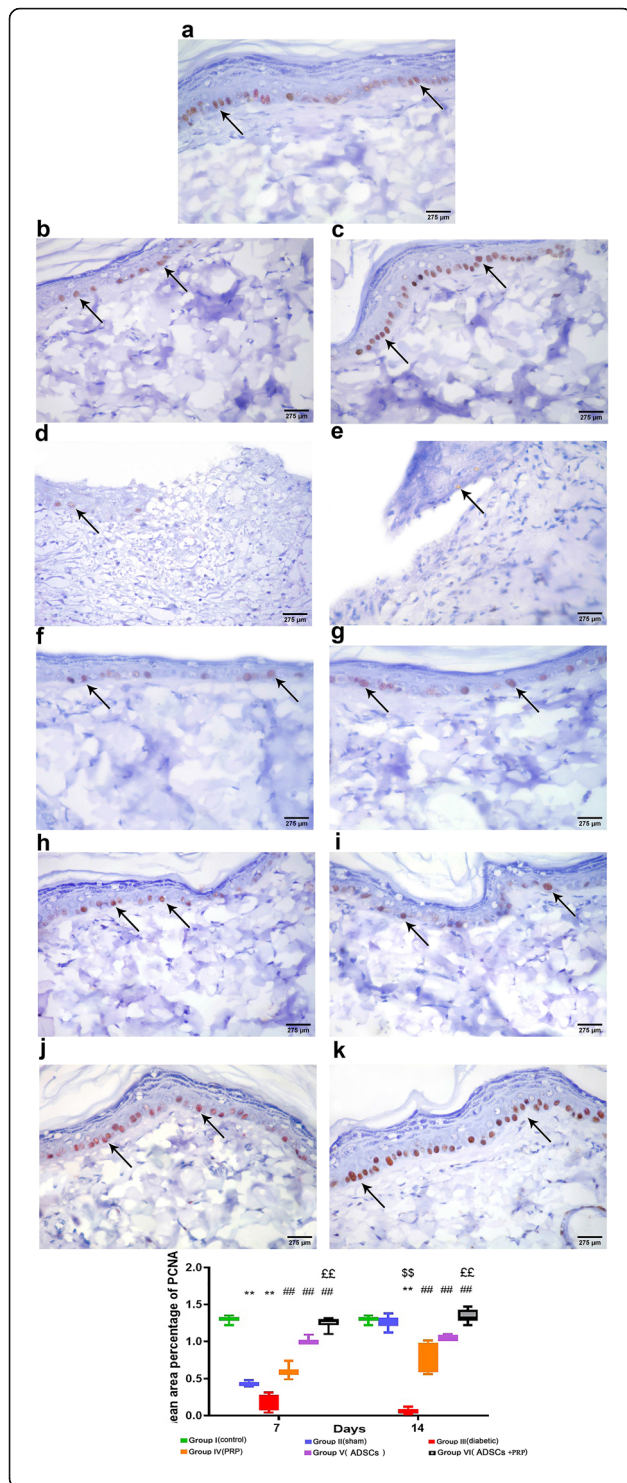 a
275 µm
b
275 µm
c
275 µm
d
275 µm
e
275 µm
f
275 µm
g
275 µm
h
275 µm
i
275 µm
j
275 µm
k
275 µm
ean area percentage of PCNA
2.0
1.5
1.0
0.5
0.0
££
** ** ## ## ##
$$ ££
** ## ## ##
7 Days 14
Group I(control) Group II(sham) Group III(diabetic)
Group IV(PRP) Group V( ADSCs ) Group VI( ADSCs +PRP)